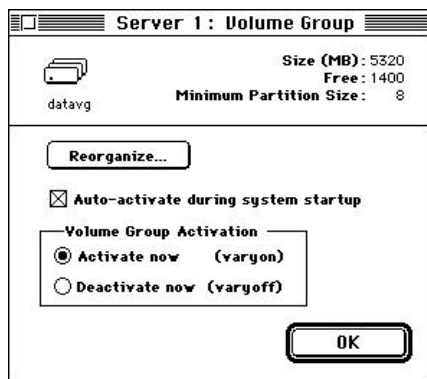 Server 1: Volume Group
Size (MB): 5320
Free: 1400
Minimum Partition Size: 8
datavg
Reorganize...
Auto-activate during system startup
Volume Group Activation
Activate now (varyon)
Deactivate now (varyoff)
OK